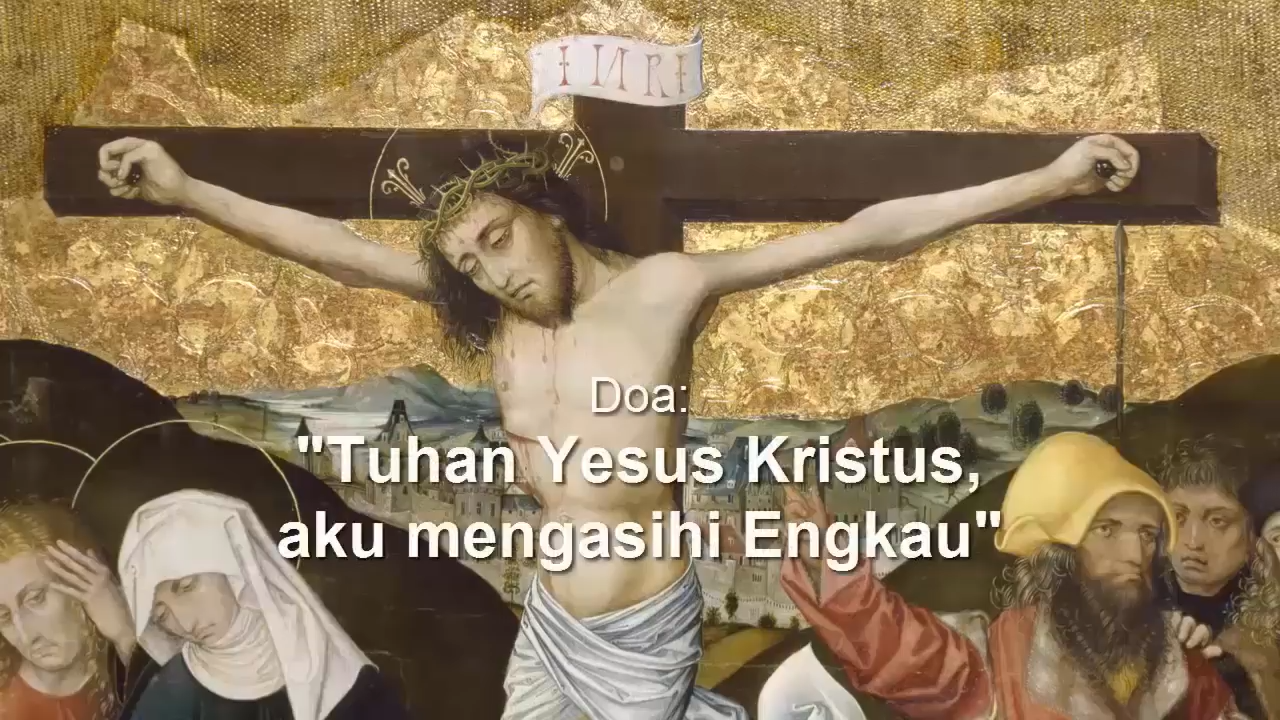 INRI
Doa:
"Tuhan Yesus Kristus,
aku mengasihi Engkau"